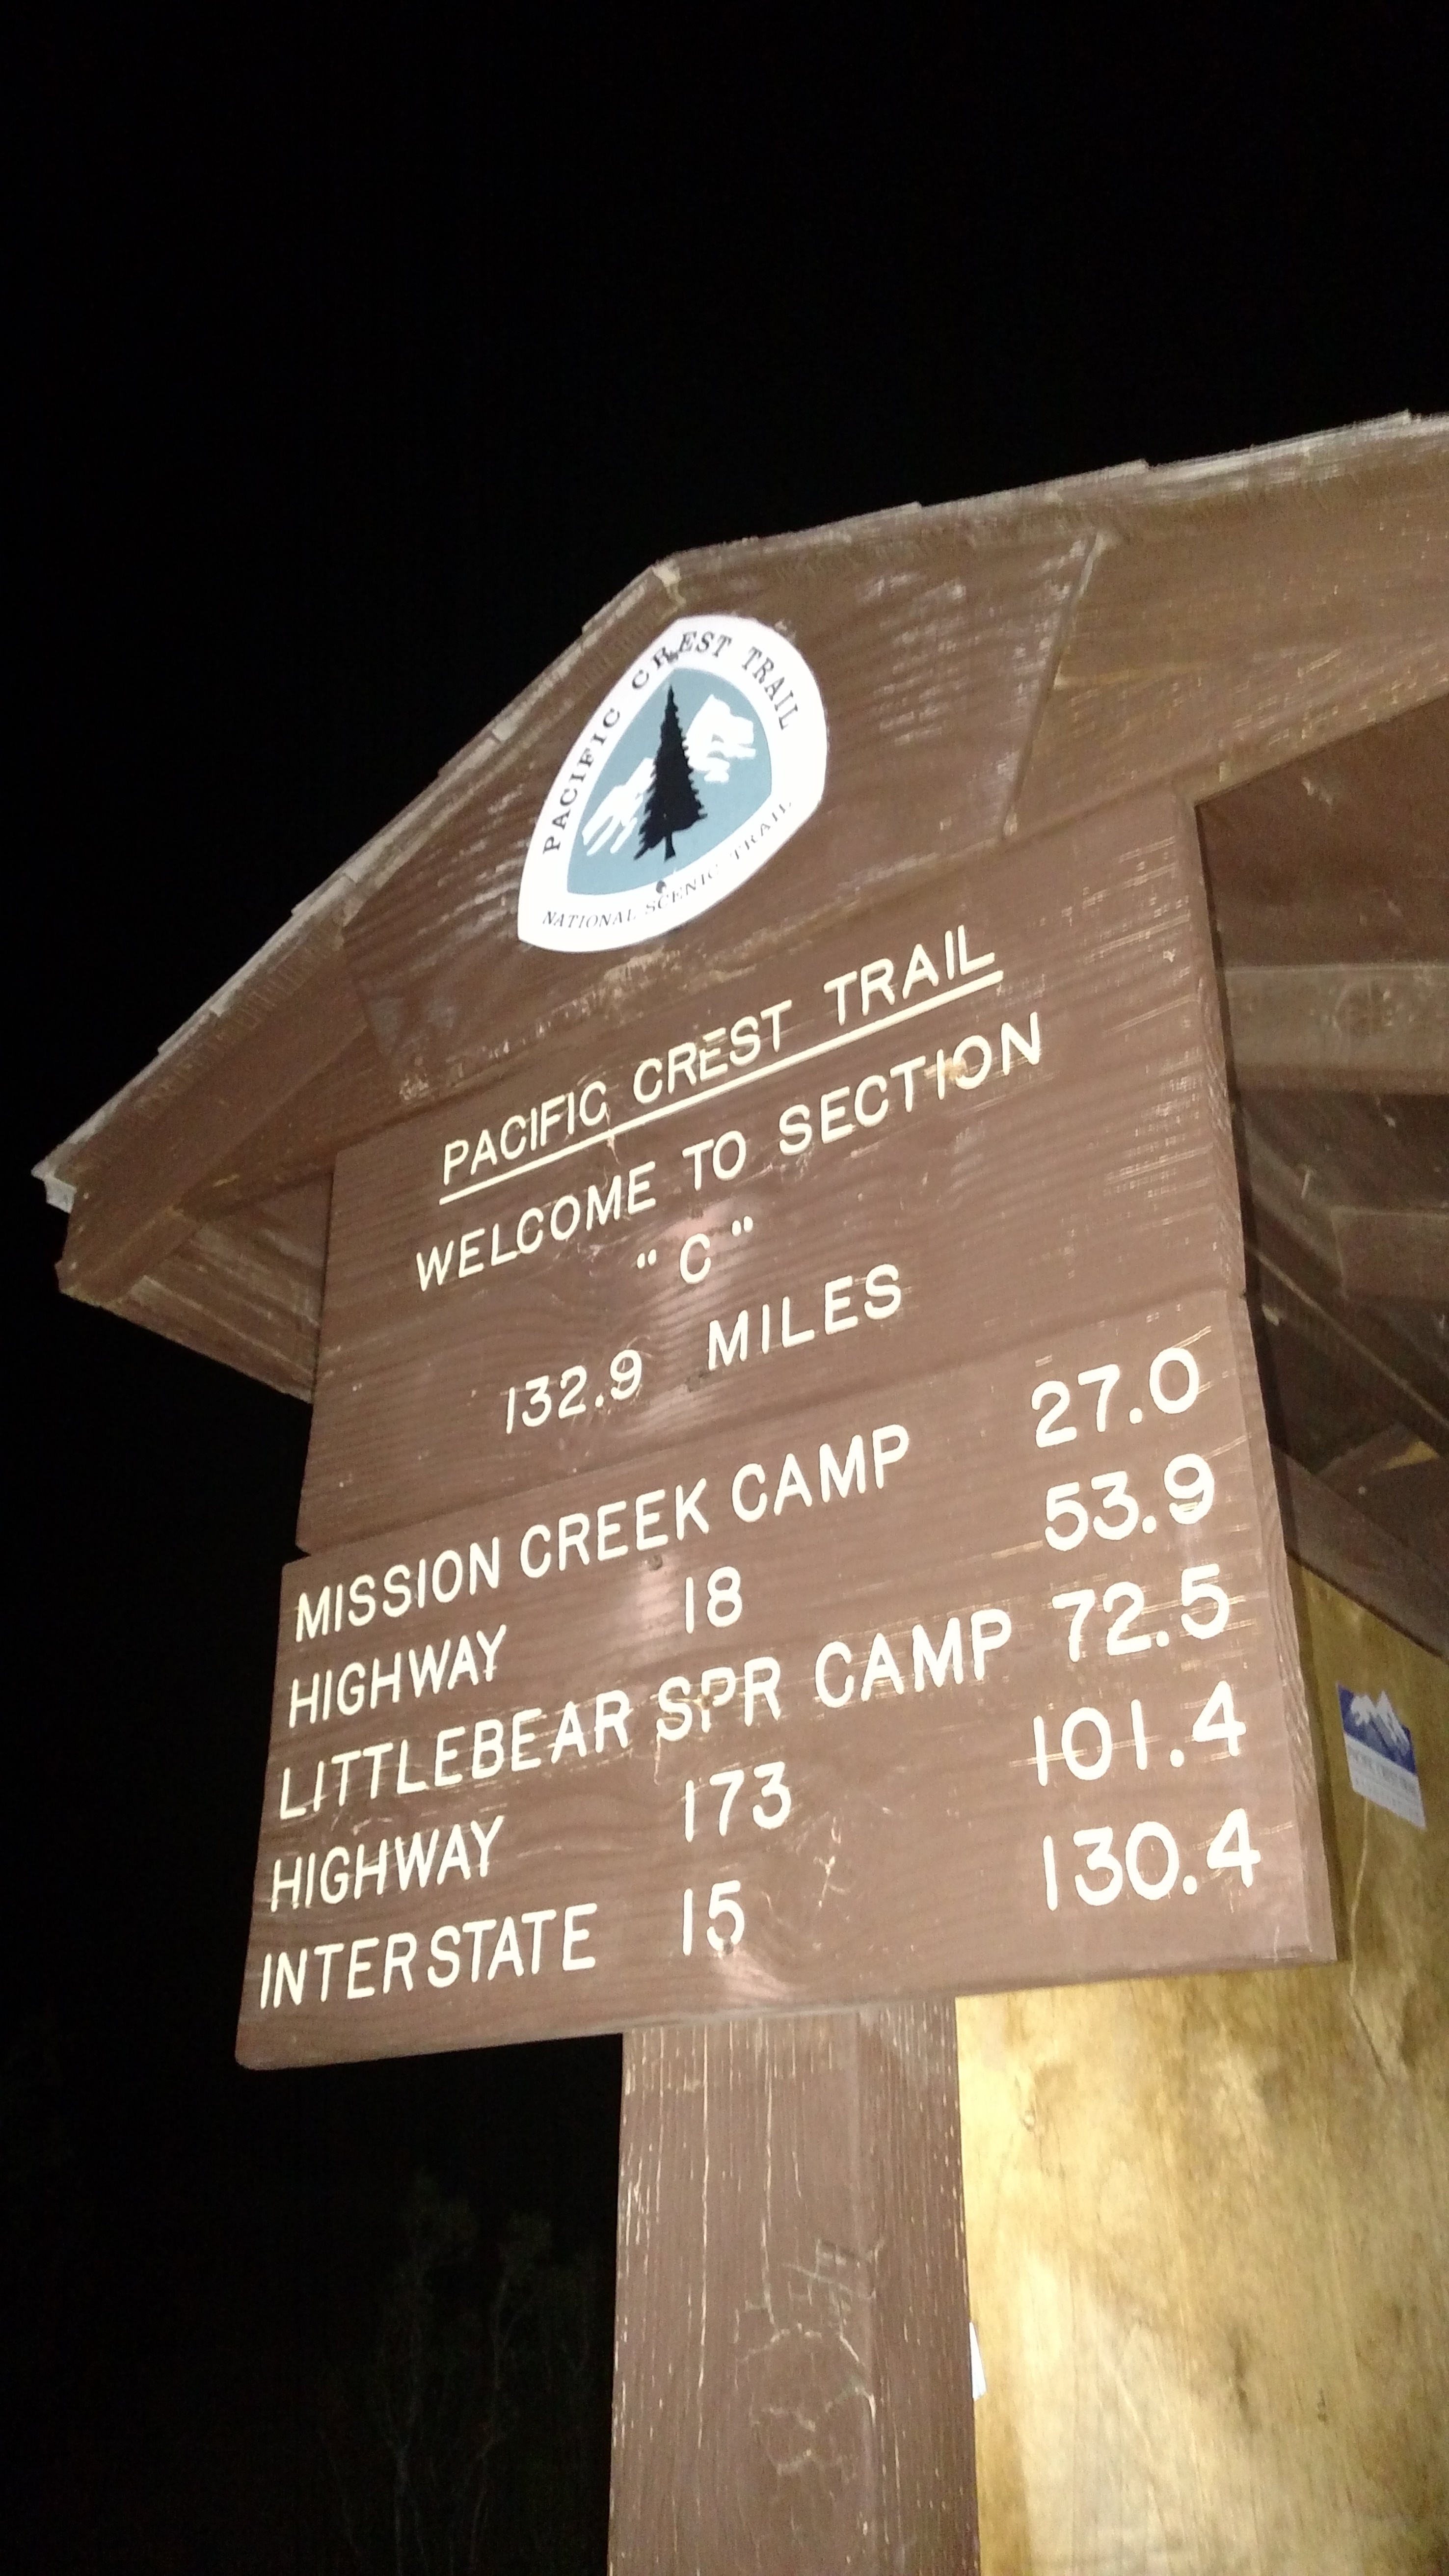 PACIFIC CREST TRAIL
NATIONAL SCENIC TRAIL
PACIFIC CREST TRAIL
WELCOME TO SECTION
"C"
132.9 MILES
MISSION CREEK CAMP 27.0
HIGHWAY 18 53.9
LITTLEBEAR SPR CAMP 72.5
HIGHWAY 173 101.4
INTERSTATE 15 130.4